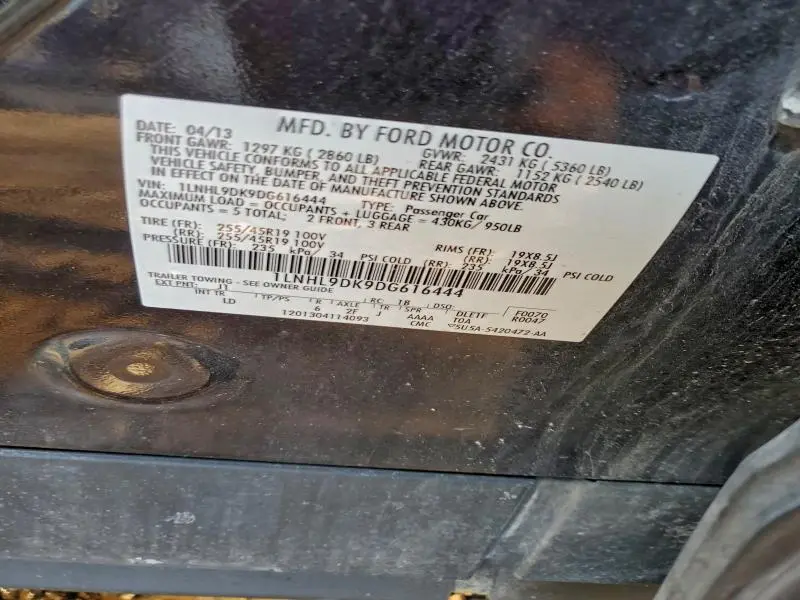 MFD. BY FORD MOTOR CO.
DATE: 04/13 GVWR: 2431 KG (5360 LB)
FRONT GAWR: 1297 KG (2860 LB) REAR GAWR: 1152 KG (2540 LB)
THIS VEHICLE CONFORMS TO ALL APPLICABLE FEDERAL MOTOR
VEHICLE SAFETY, BUMPER, AND THEFT PREVENTION STANDARDS
IN EFFECT ON THE DATE OF MANUFACTURE SHOWN ABOVE.
VIN: 1LNHL9DK9DG616444 TYPE: Passenger Car
MAXIMUM LOAD = OCCUPANTS + LUGGAGE = 430KG/ 950LB
OCCUPANTS = 5 TOTAL; 2 FRONT, 3 REAR
TIRE (FR): 255/45R19 100V RIMS (FR): 19X8.5J
(RR): 255/45R19 100V (RR): 19X8.5J
PRESSURE (FR): 235 kPa/ 34 PSI COLD (RR): 235 kPa/34 PSI COLD
1LNHL9DK9DG616444
TRAILER TOWING - SEE OWNER GUIDE
EXT PNT: J1 RC: 18 DSO: F0070
INT TR TP/PS R AXLE TR SPR DLE1F R0047
LD 6 2F J AAAA T0A
1201304114093 CMC 5U5A-5420472-AA